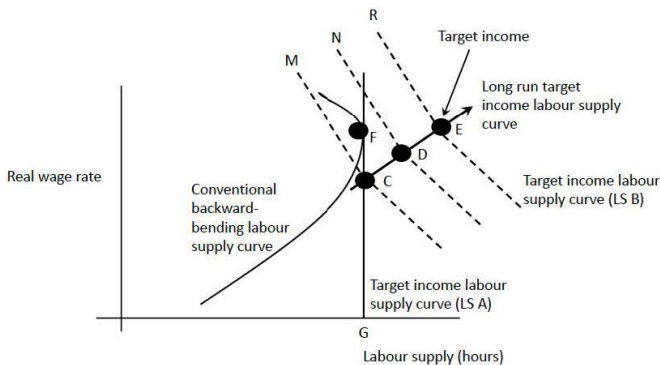 R
Target income
N
M
Long run target
income labour supply
curve
E
F
D
Real wage rate
C
Target income labour
supply curve (LS B)
Conventional
backward-
bending labour
supply curve
Target income labour
supply curve (LS A)
G
Labour supply (hours)